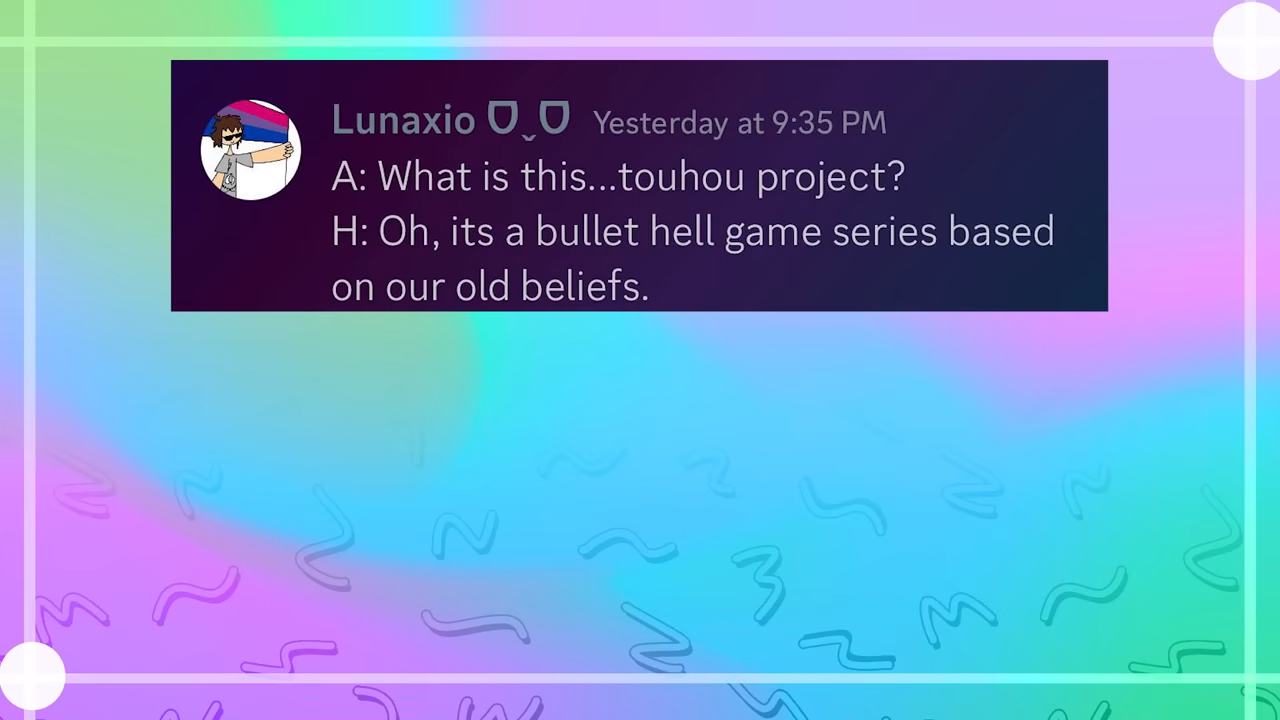 Lunaxio ᗜˬᗜ Yesterday at 9:35 PM
A: What is this...touhou project?
H: Oh, its a bullet hell game series based
on our old beliefs.